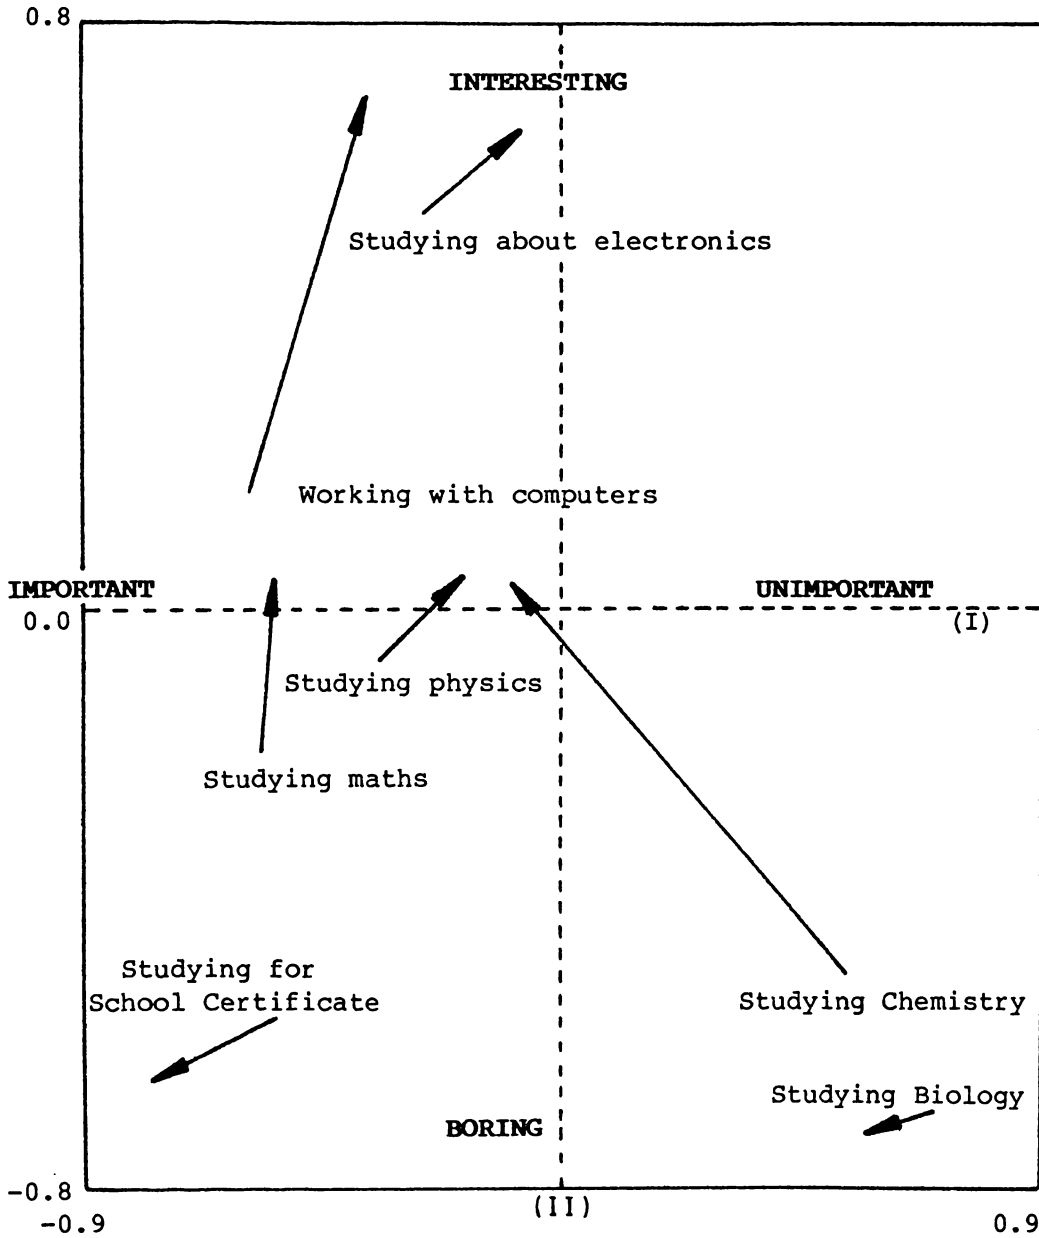 0.8
INTERESTING
Studying about electronics
Working with computers
IMPORTANT
UNIMPORTANT
0.0
(I)
Studying physics
Studying maths
Studying for
School Certificate
Studying Chemistry
Studying Biology
BORING
-0.8
(II)
-0.9
0.9